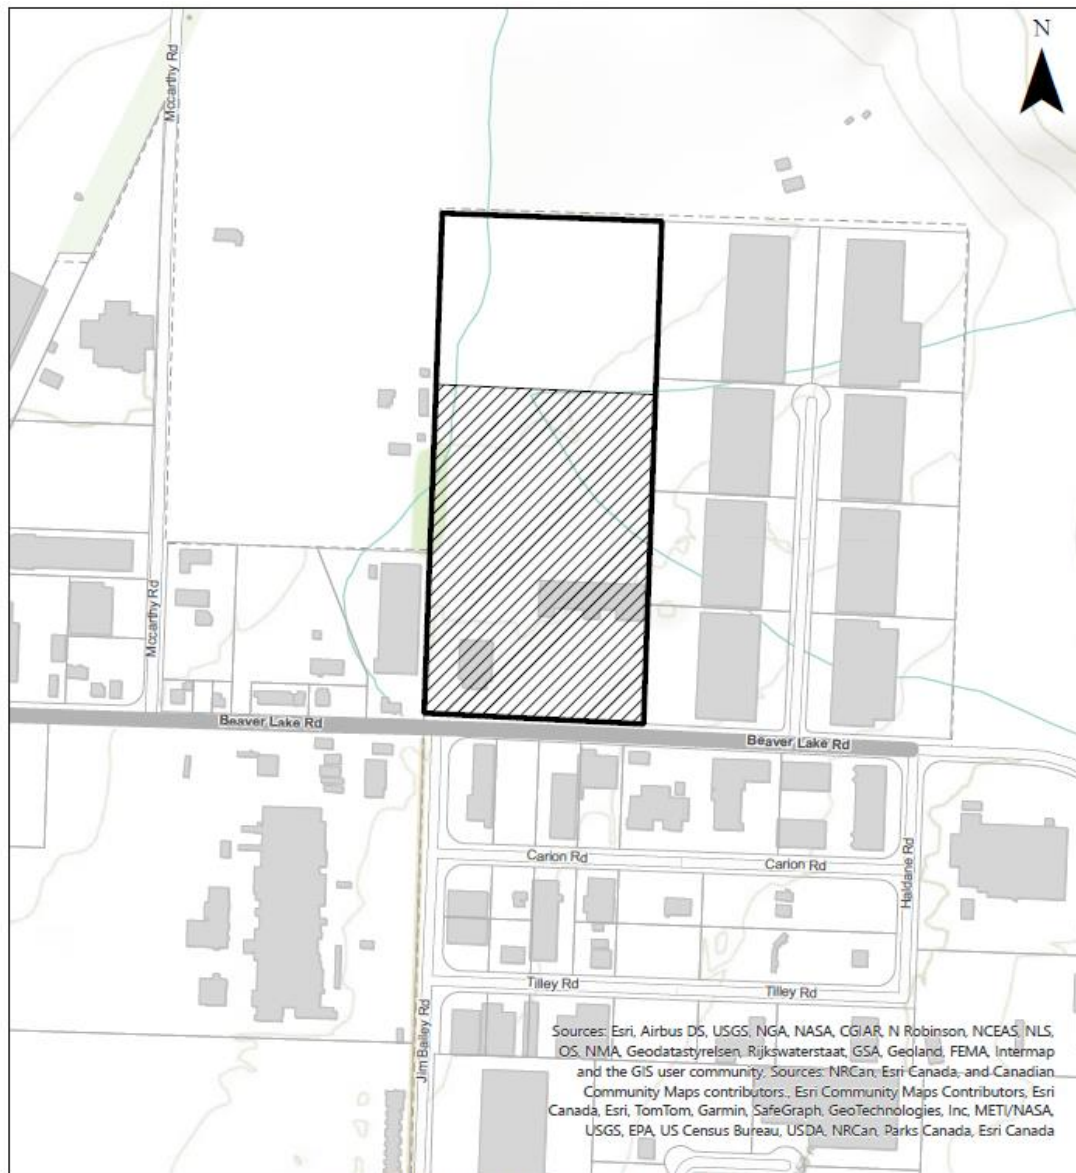 N
Mccarthy Rd
Mccarthy Rd
Beaver Lake Rd
Beaver Lake Rd
Carion Rd
Carion Rd
Haldane Rd
Tilley Rd
Tilley Rd
Jim Bailey Rd
Sources: Esri, Airbus DS, USGS, NGA, NASA, CGIAR, N Robinson, NCEAS, NLS,
OS, NMA, Geodatastyrelsen, Rijkswaterstaat, GSA, Geoland, FEMA, Intermap
and the GIS user community, Sources: NRCan, Esri Canada, and Canadian
Community Maps contributors., Esri Community Maps Contributors, Esri
Canada, Esri, TomTom, Garmin, SafeGraph, GeoTechnologies, Inc, METI/NASA,
USGS, EPA, US Census Bureau, USDA, NRCan, Parks Canada, Esri Canada